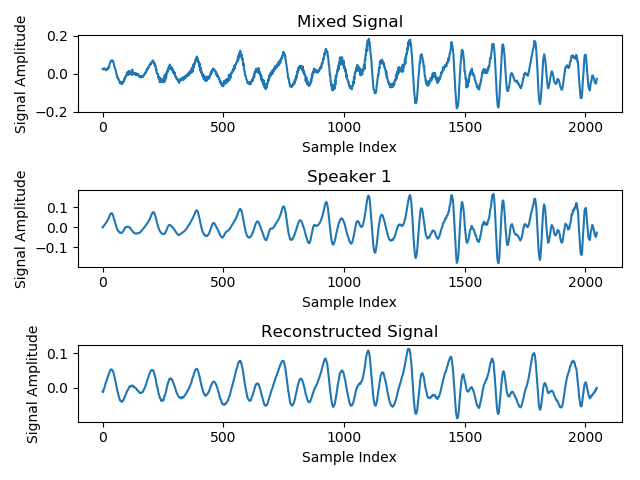 Mixed Signal
Signal Amplitude
0.2
0.0
−0.2
0
500
1000
1500
2000
Sample Index
Speaker 1
Signal Amplitude
0.1
0.0
−0.1
0
500
1000
1500
2000
Sample Index
Reconstructed Signal
Signal Amplitude
0.1
0.0
0
500
1000
1500
2000
Sample Index